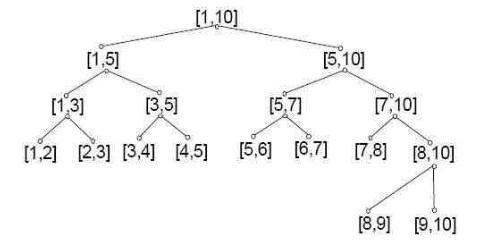 [1,10]
[1,5] [5,10]
[1,3] [3,5] [5,7] [7,10]
[1,2] [2,3] [3,4] [4,5] [5,6] [6,7] [7,8] [8,10]
[8,9] [9,10]